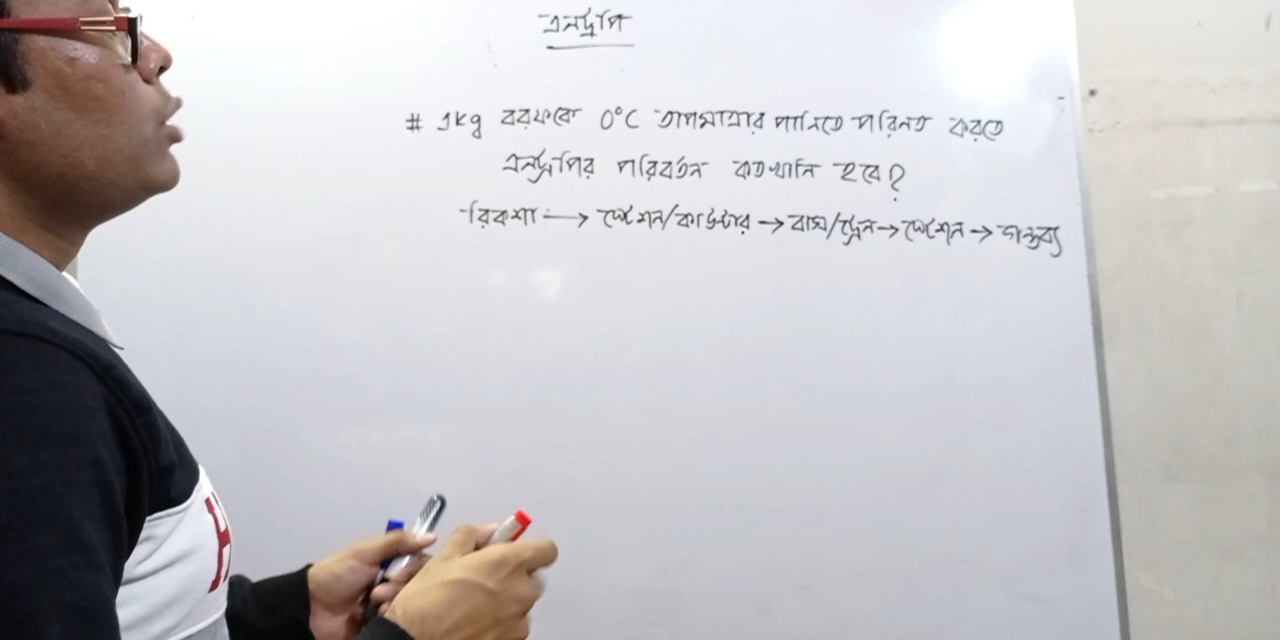 এনট্রপি
# 1kg বরফকে 0°C তাপমাত্রার পানিতে পরিনত করতে
এনট্রপির পরিবর্তন কতখানি হবে?
রিকশা → স্টেশন/কাউন্টার → বাস/ট্রেন → স্টেশন → গন্তব্য
H